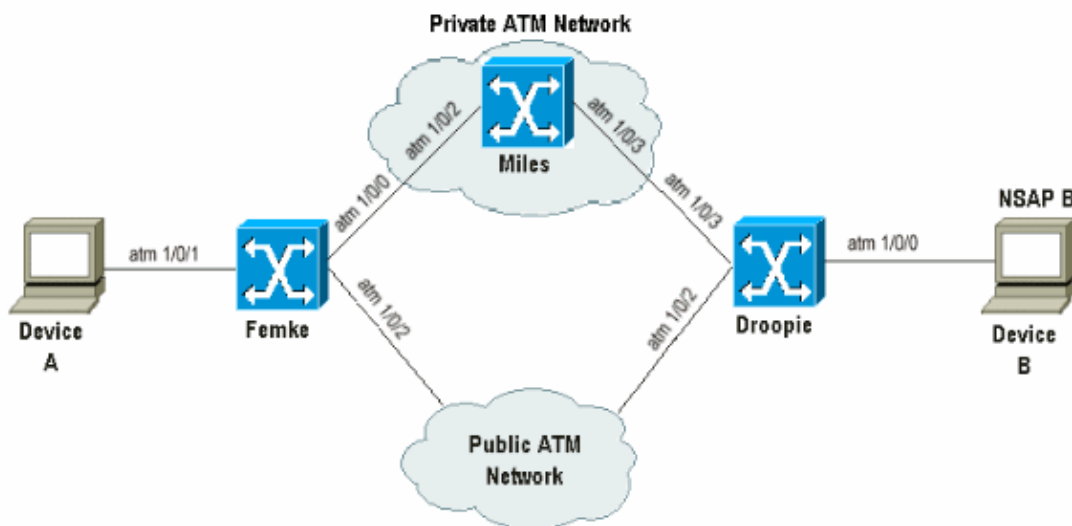 Private ATM Network
atm 1/0/2
Miles
atm 1/0/3
atm 1/0/0
atm 1/0/3
NSAP B
atm 1/0/1
atm 1/0/0
Device
A
Femke
atm 1/0/2
atm 1/0/2
Droopie
Device
B
Public ATM
Network